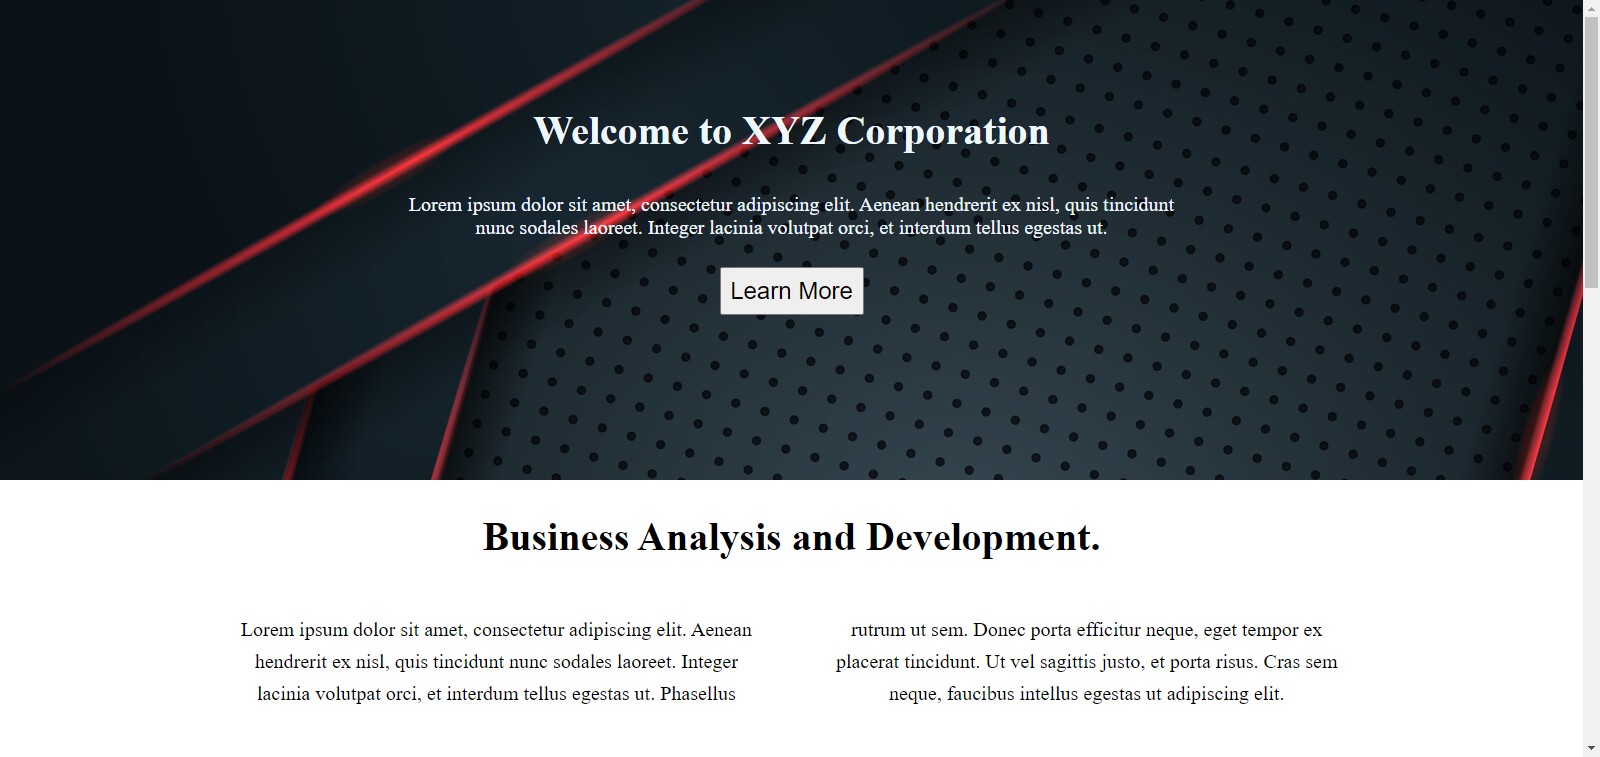 Welcome to XYZ Corporation
Lorem ipsum dolor sit amet, consectetur adipiscing elit. Aenean hendrerit ex nisl, quis tincidunt
nunc sodales laoreet. Integer lacinia volutpat orci, et interdum tellus egestas ut.
Learn More
Business Analysis and Development.
Lorem ipsum dolor sit amet, consectetur adipiscing elit. Aenean
hendrerit ex nisl, quis tincidunt nunc sodales laoreet. Integer
lacinia volutpat orci, et interdum tellus egestas ut. Phasellus
rutrum ut sem. Donec porta efficitur neque, eget tempor ex
placerat tincidunt. Ut vel sagittis justo, et porta risus. Cras sem
neque, faucibus intellus egestas ut adipiscing elit.